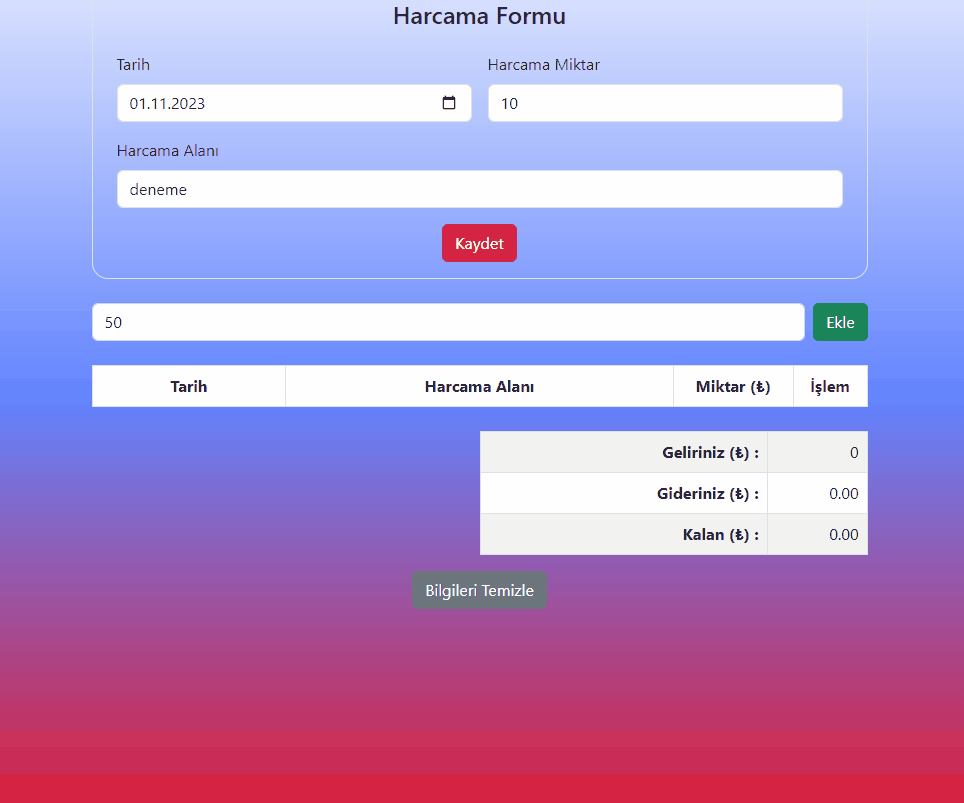 Harcama Formu
Tarih Harcama Miktar
01.11.2023 10
Harcama Alanı
deneme
Kaydet
50 Ekle
Tarih Harcama Alanı Miktar (₺) İşlem
Geliriniz (₺) : 0
Gideriniz (₺) : 0.00
Kalan (₺) : 0.00
Bilgileri Temizle